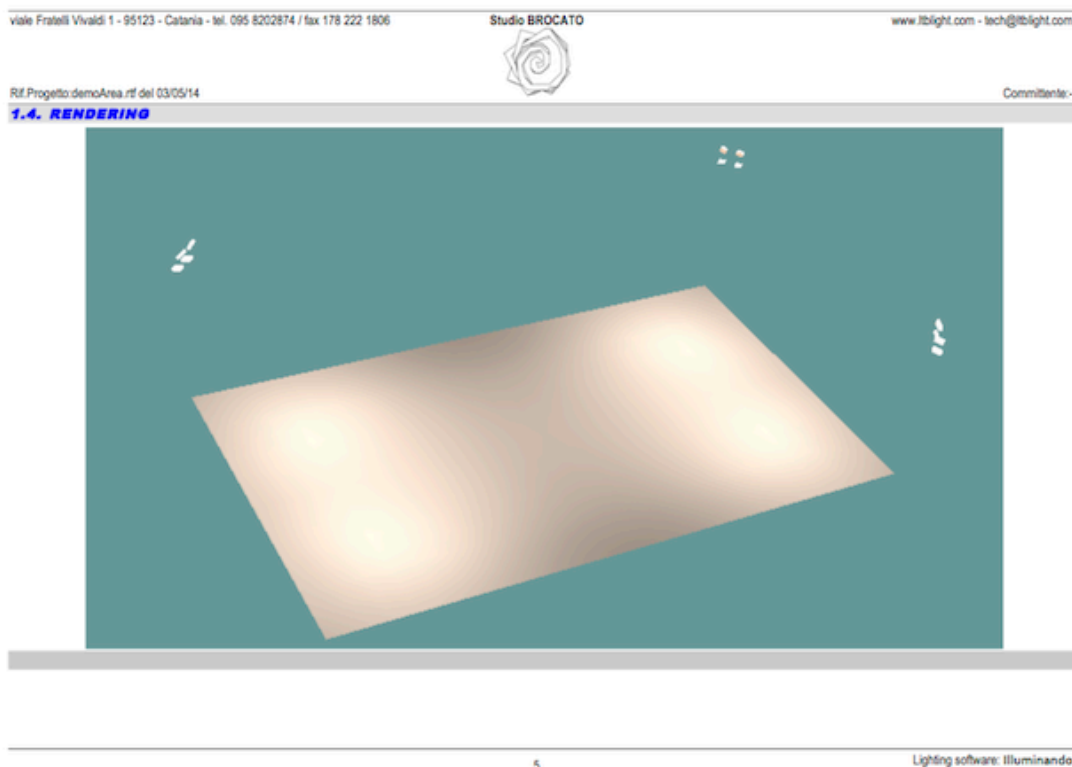 viale Fratelli Vivaldi 1 - 95123 - Catania - tel. 095 8202874 / fax 178 222 1806
Studio BROCATO
www.ltblight.com - tech@ltblight.com
Rif.Progetto:demoArea.rtf del 03/05/14
Committente:-
1.4. RENDERING
5
Lighting software: Illuminando